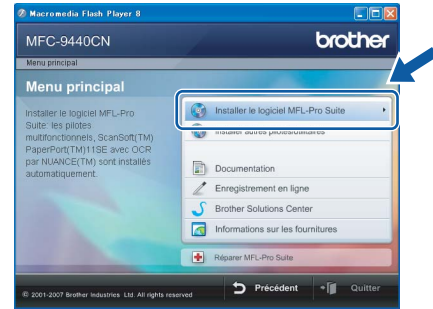 Macromedia Flash Player 8
MFC-9440CN
brother
Menu principal
Menu principal
Installer le logiciel MFL-Pro
Suite: les pilotes
multifonctionnels, ScanSoft(TM)
PaperPort(TM)11SE avec OCR
par NUANCE(TM) sont installés
automatiquement.
Installer le logiciel MFL-Pro Suite
Installer autres pilotes/utilitaires
Documentation
Enregistrement en ligne
Brother Solutions Center
Informations sur les fournitures
Réparer MFL-Pro Suite
© 2001-2007 Brother Industries Ltd. All rights reserved
Précédent
Quitter